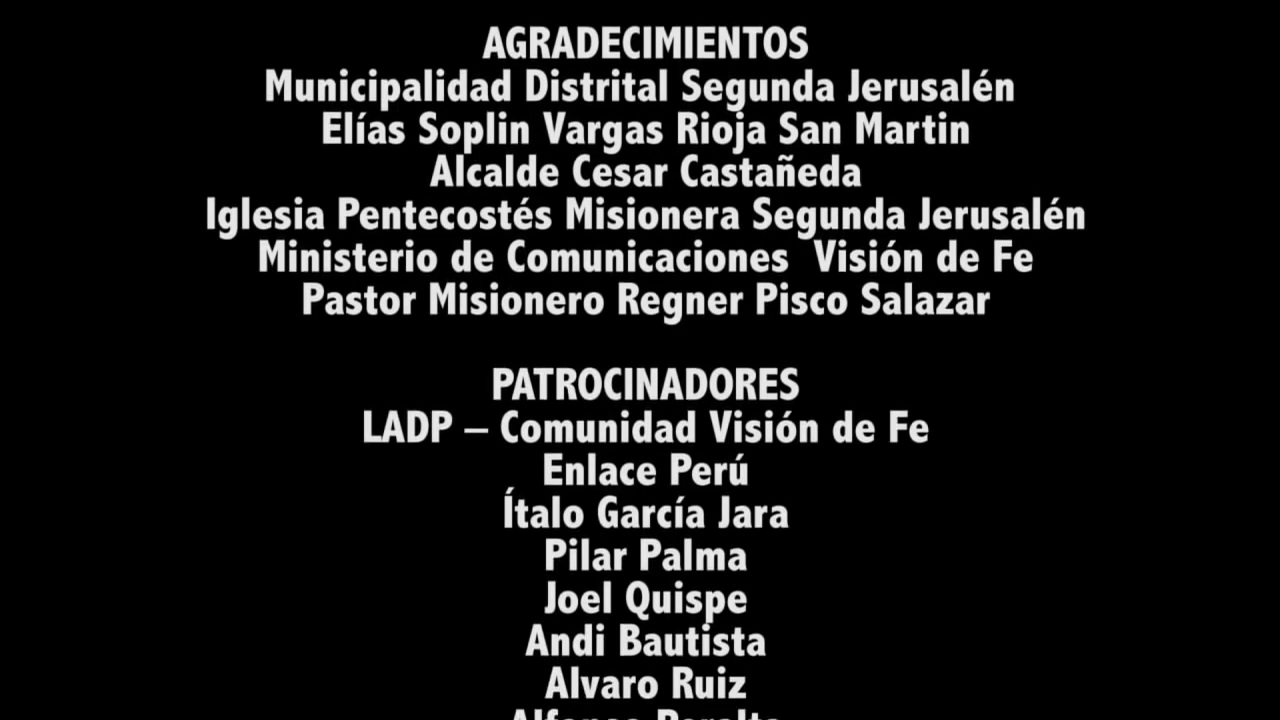 AGRADECIMIENTOS
Municipalidad Distrital Segunda Jerusalén
Elías Soplin Vargas Rioja San Martin
Alcalde Cesar Castañeda
Iglesia Pentecostés Misionera Segunda Jerusalén
Ministerio de Comunicaciones  Visión de Fe
Pastor Misionero Regner Pisco Salazar
PATROCINADORES
LADP – Comunidad Visión de Fe
Enlace Perú
Ítalo García Jara
Pilar Palma
Joel Quispe
Andi Bautista
Alvaro Ruiz